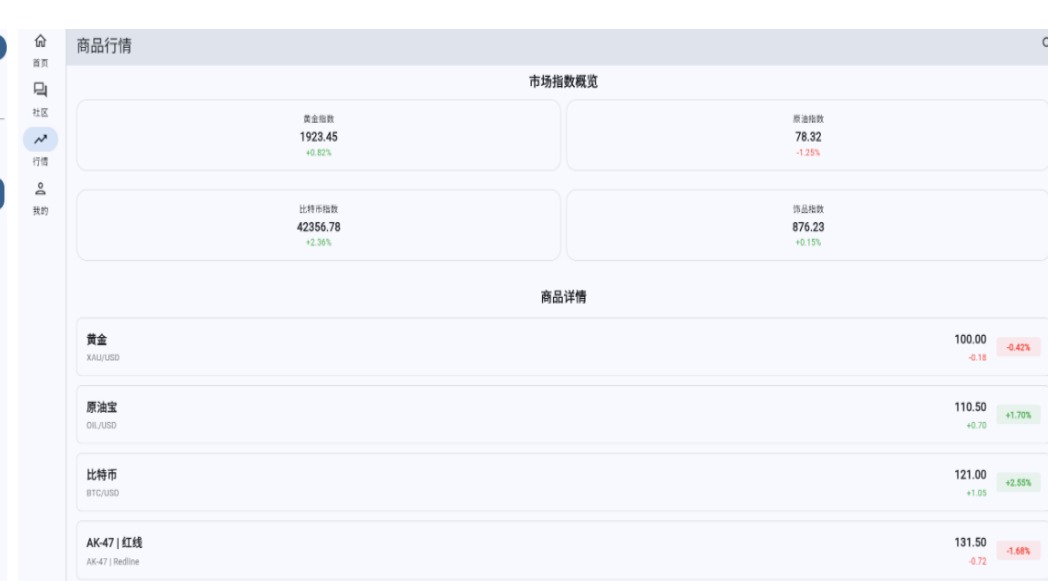 商品行情
首页
社区
行情
我的
市场指数概览
黄金指数
1923.45
+0.82%
原油指数
78.32
-1.25%
比特币指数
42356.78
+2.36%
饰品指数
876.23
+0.15%
商品详情
黄金
XAU/USD
100.00
-0.18
-0.42%
原油宝
OIL/USD
110.50
+0.70
+1.70%
比特币
BTC/USD
121.00
+1.05
+2.55%
AK-47 | 红线
AK-47 | Redline
131.50
-0.72
-1.68%